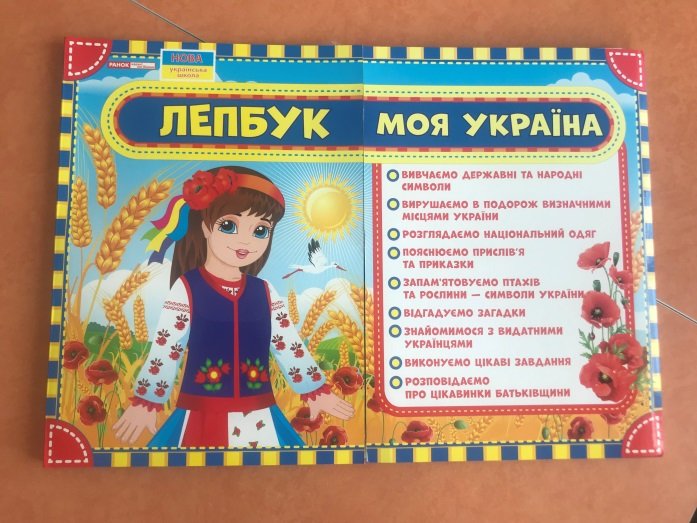 РАНОК
НОВА
українська
школа
ЛЕПБУК
МОЯ УКРАЇНА
ВИВЧАЄМО ДЕРЖАВНІ ТА НАРОДНІ
СИМВОЛИ
ВИРУШАЄМО В ПОДОРОЖ ВИЗНАЧНИМИ
МІСЦЯМИ УКРАЇНИ
РОЗГЛЯДАЄМО НАЦІОНАЛЬНИЙ ОДЯГ
ПОЯСНЮЄМО ПРИСЛІВ'Я
ТА ПРИКАЗКИ
ЗАПАМ'ЯТОВУЄМО ПТАХІВ
ТА РОСЛИНИ — СИМВОЛИ УКРАЇНИ
ВІДГАДУЄМО ЗАГАДКИ
ЗНАЙОМИМОСЯ З ВИДАТНИМИ
УКРАЇНЦЯМИ
ВИКОНУЄМО ЦІКАВІ ЗАВДАННЯ
РОЗПОВІДАЄМО
ПРО ЦІКАВИНКИ БАТЬКІВЩИНИ